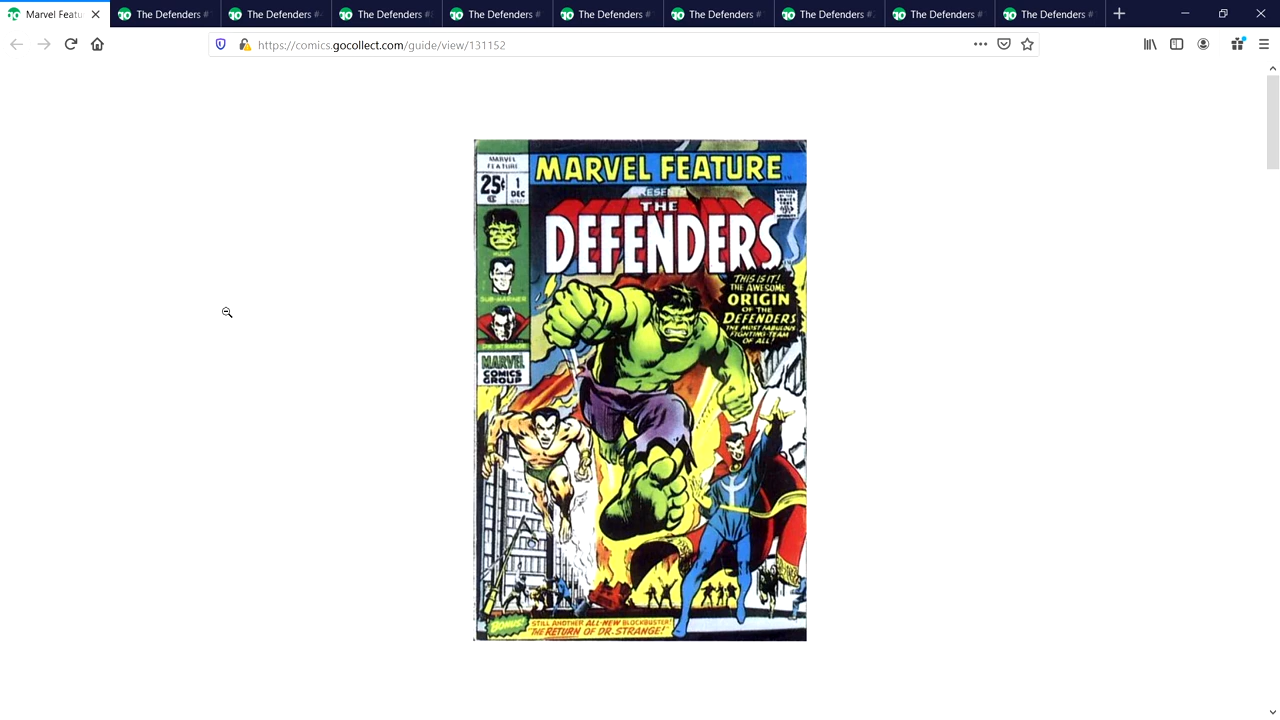 Marvel Featu
The Defenders #
The Defenders #
The Defenders #
The Defenders #
The Defenders #
The Defenders #
The Defenders #
The Defenders #
The Defenders #
https://comics.gocollect.com/guide/view/131152
MARVEL
FEATURE
25¢
1
DEC
MARVEL FEATURE
PRESENTS
THE
DEFENDERS
HULK
SUB-MARINER
DR. STRANGE
MARVEL
COMICS
GROUP
THIS IS IT!
THE AWESOME
ORIGIN
OF THE
DEFENDERS
THE MOST FABULOUS
FIGHTING-TEAM
OF ALL!
BONUS!
STILL ANOTHER ALL-NEW BLOCKBUSTER!
"THE RETURN OF DR. STRANGE!"